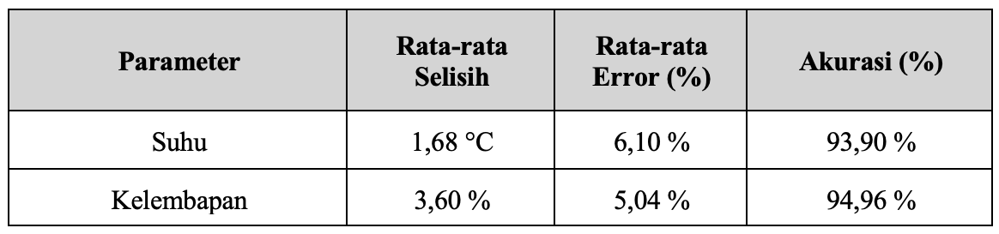 Parameter
Rata-rata Selisih
Rata-rata Error (%)
Akurasi (%)
Suhu
1,68 °C
6,10 %
93,90 %
Kelembapan
3,60 %
5,04 %
94,96 %